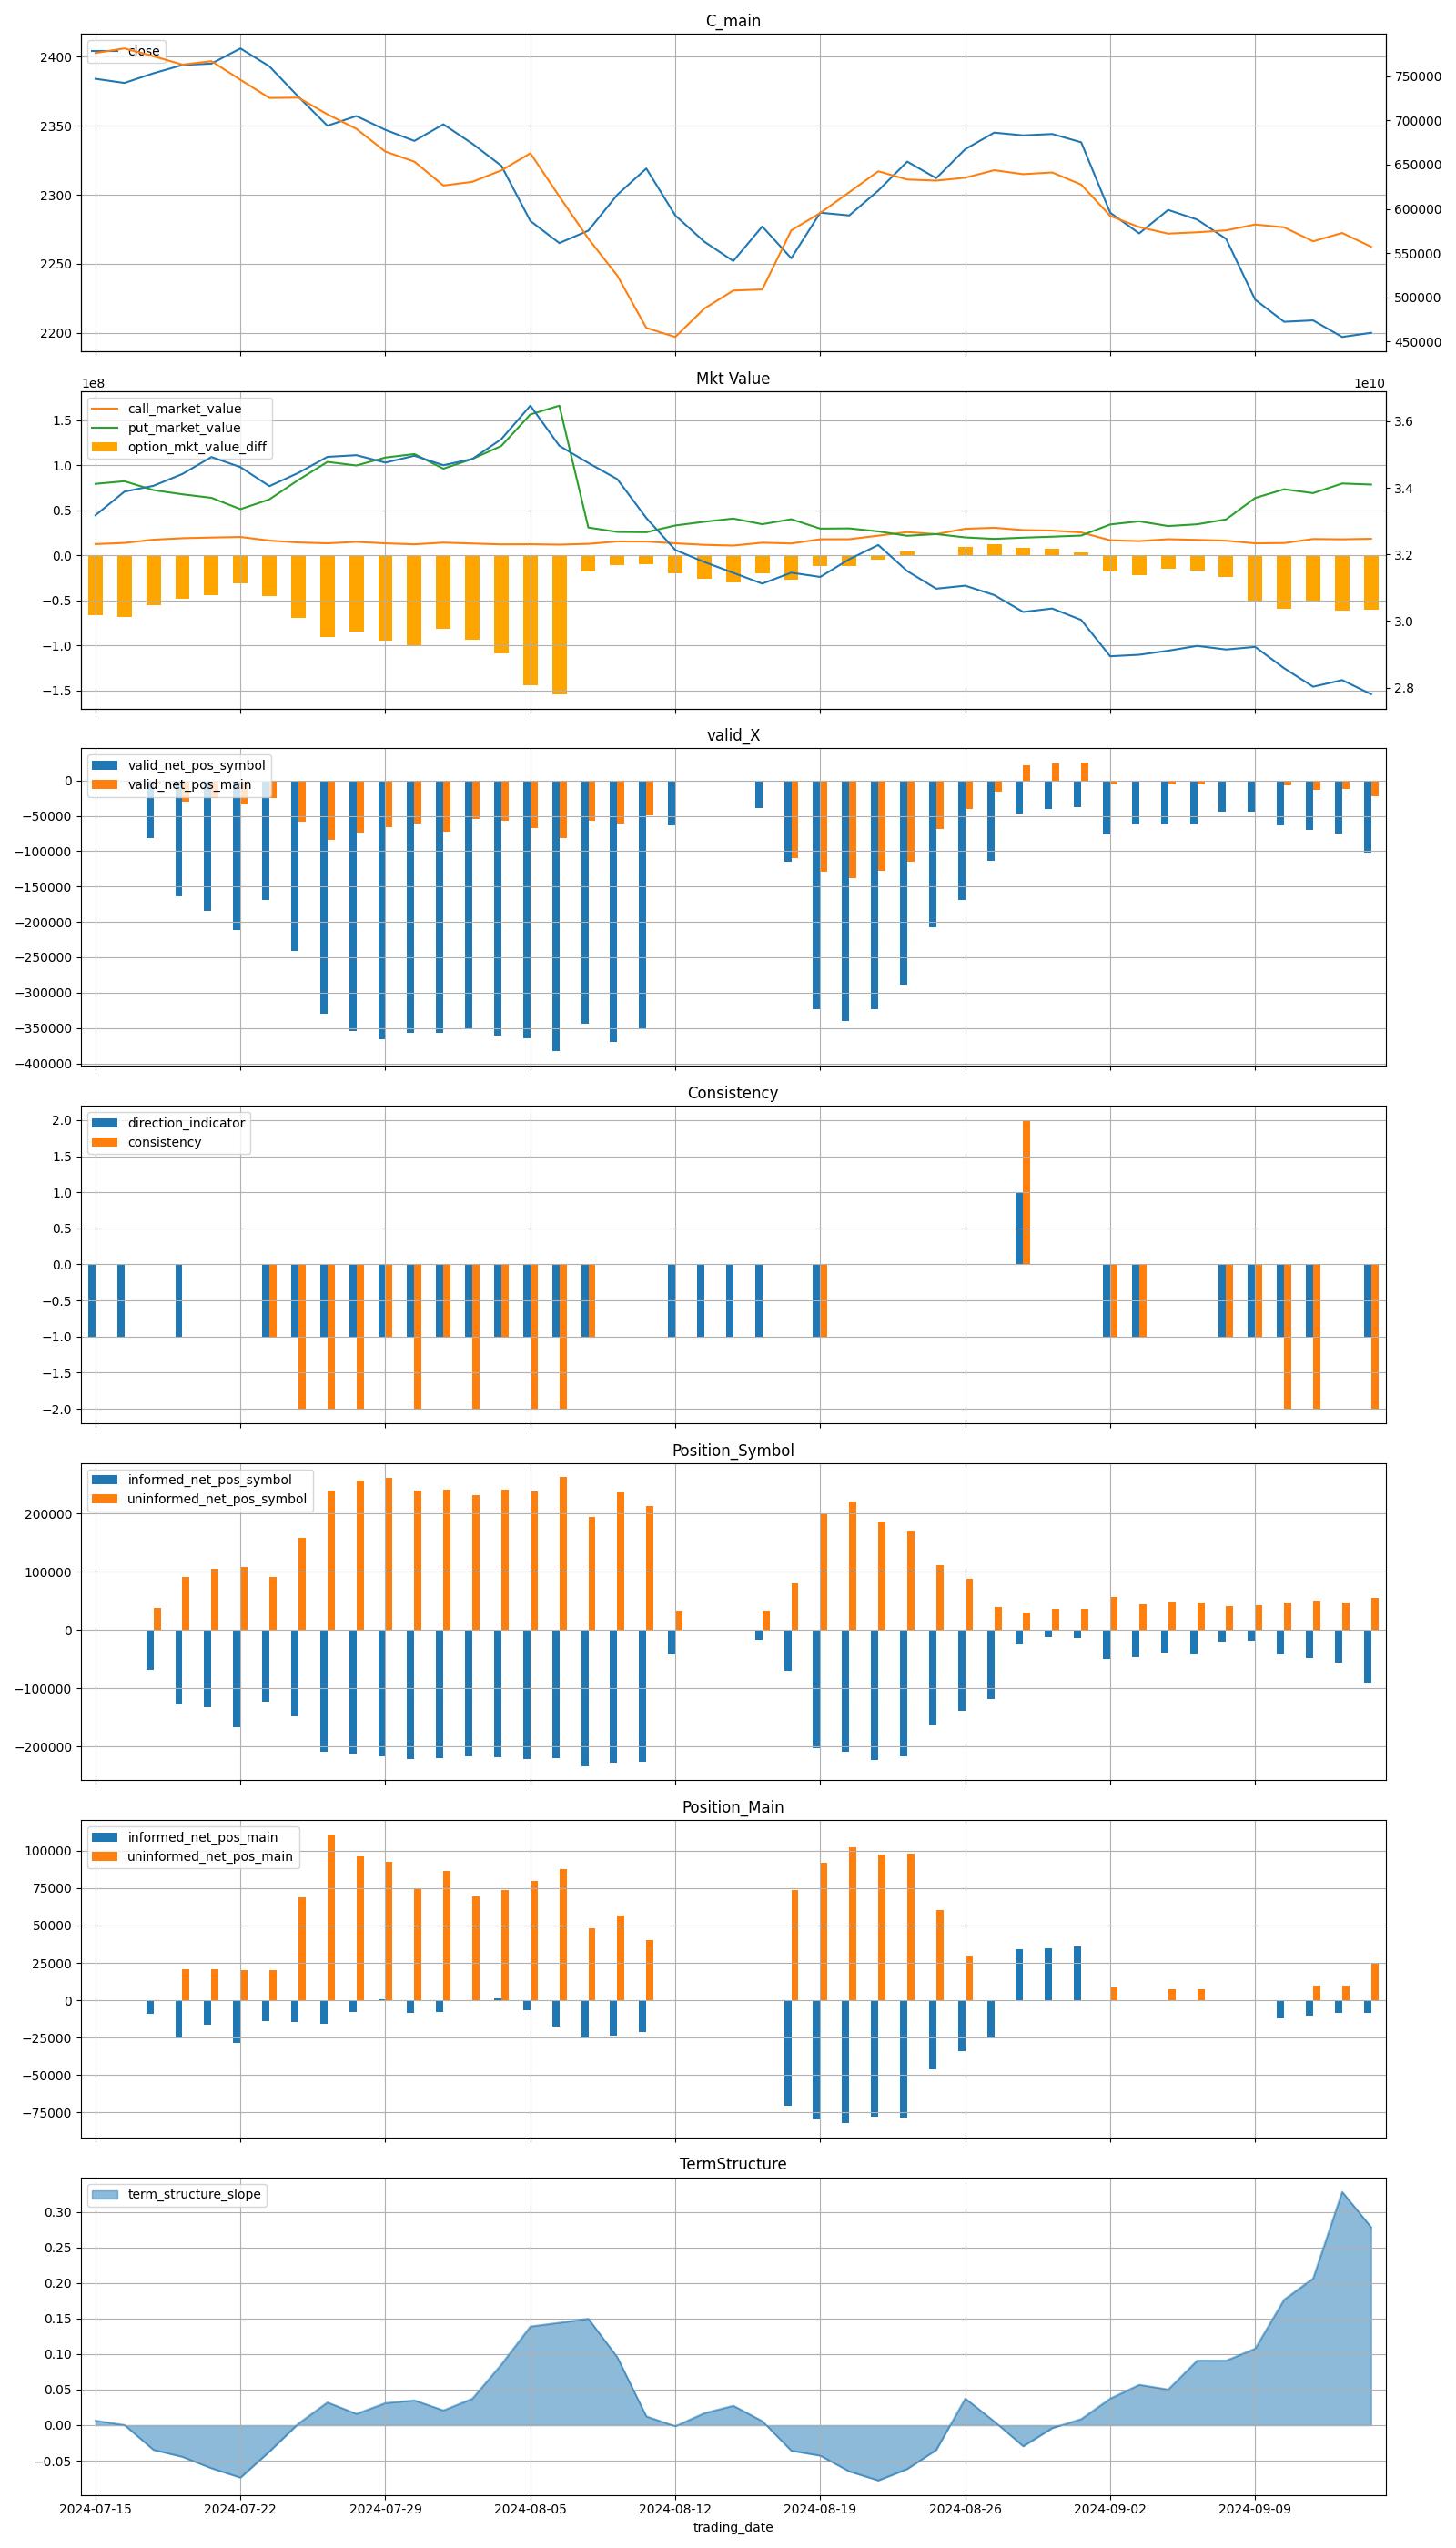 C_main
close
2400
2350
2300
2250
2200
750000
700000
650000
600000
550000
500000
450000
Mkt Value
1e8
1e10
call_market_value
put_market_value
option_mkt_value_diff
1.5
1.0
0.5
0.0
−0.5
−1.0
−1.5
3.6
3.4
3.2
3.0
2.8
valid_X
valid_net_pos_symbol
valid_net_pos_main
0
−50000
−100000
−150000
−200000
−250000
−300000
−350000
−400000
Consistency
direction_indicator
consistency
2.0
1.5
1.0
0.5
0.0
−0.5
−1.0
−1.5
−2.0
Position_Symbol
informed_net_pos_symbol
uninformed_net_pos_symbol
200000
100000
0
−100000
−200000
Position_Main
informed_net_pos_main
uninformed_net_pos_main
100000
75000
50000
25000
0
−25000
−50000
−75000
TermStructure
term_structure_slope
0.30
0.25
0.20
0.15
0.10
0.05
0.00
−0.05
2024-07-15 2024-07-22 2024-07-29 2024-08-05 2024-08-12 2024-08-19 2024-08-26 2024-09-02 2024-09-09
trading_date